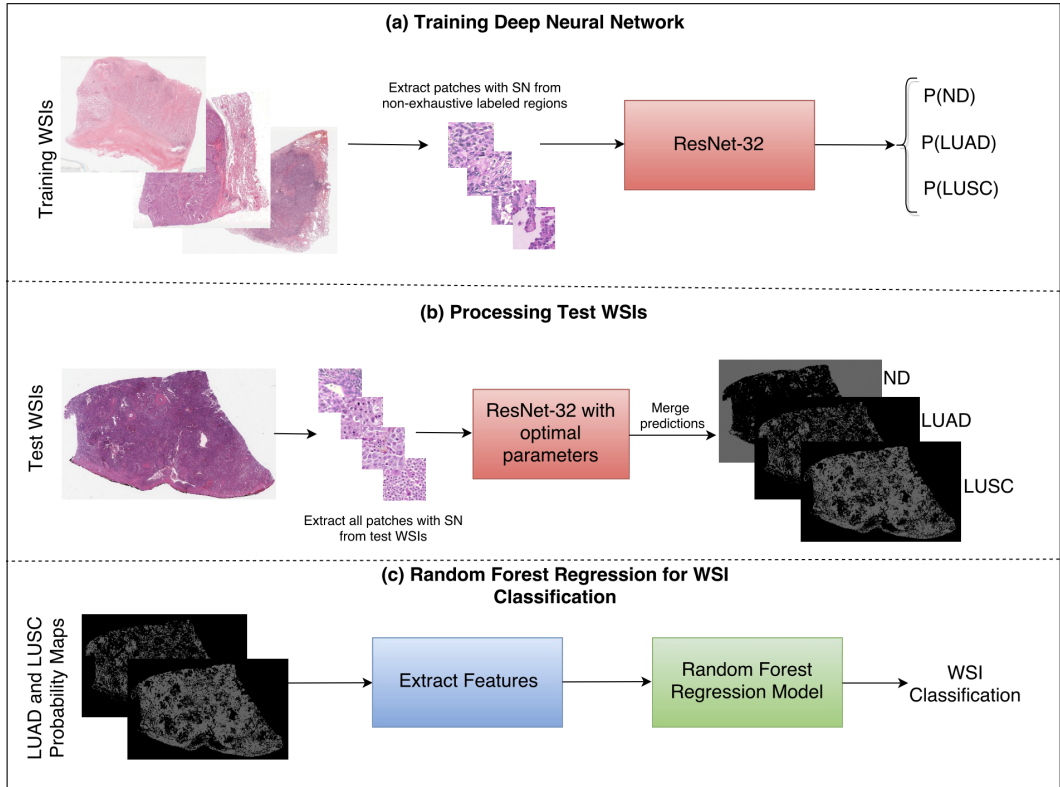 (a) Training Deep Neural Network
Training WSIs
Extract patches with SN from
non-exhaustive labeled regions
ResNet-32
P(ND)
P(LUAD)
P(LUSC)
(b) Processing Test WSIs
Test WSIs
Extract all patches with SN
from test WSIs
ResNet-32 with
optimal
parameters
Merge
predictions
ND
LUAD
LUSC
(c) Random Forest Regression for WSI
Classification
LUAD and LUSC
Probability Maps
Extract Features
Random Forest
Regression Model
WSI
Classification